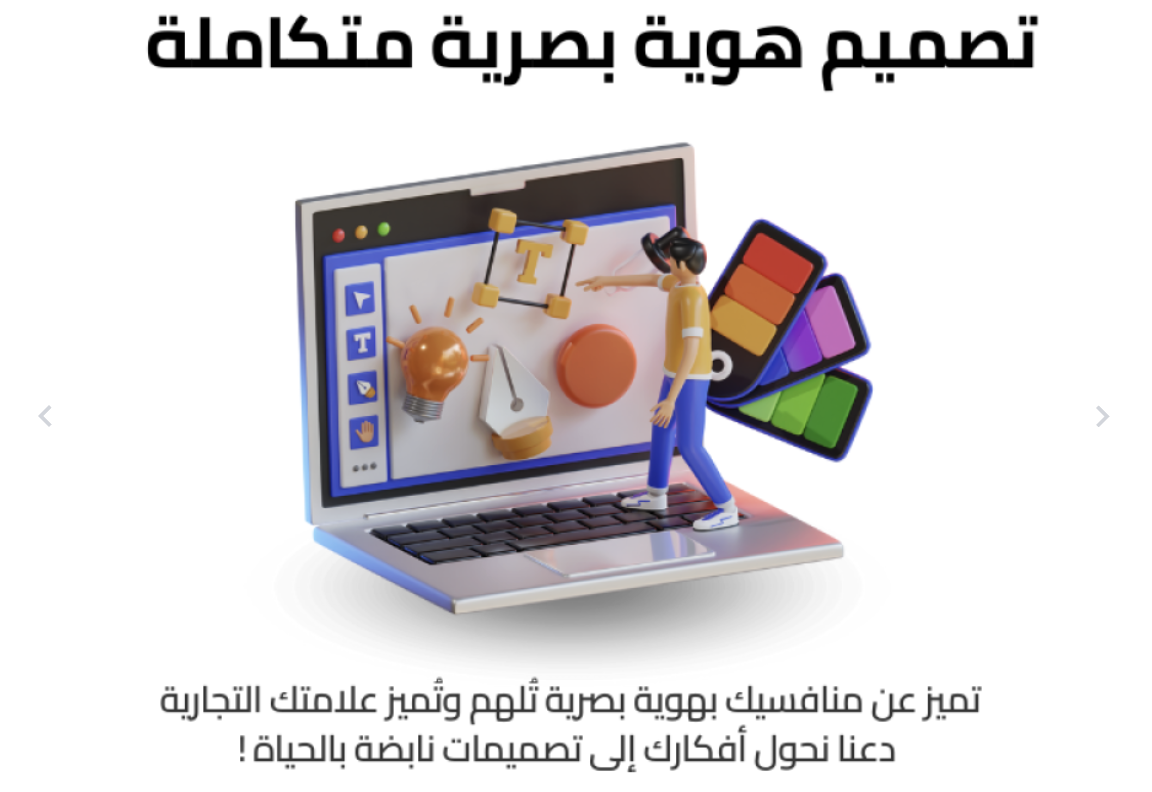 تصميم هوية بصرية متكاملة
T
T
تميز عن منافسيك بهوية بصرية تُلهم وتُميز علامتك التجارية
دعنا نحول أفكارك إلى تصميمات نابضة بالحياة !